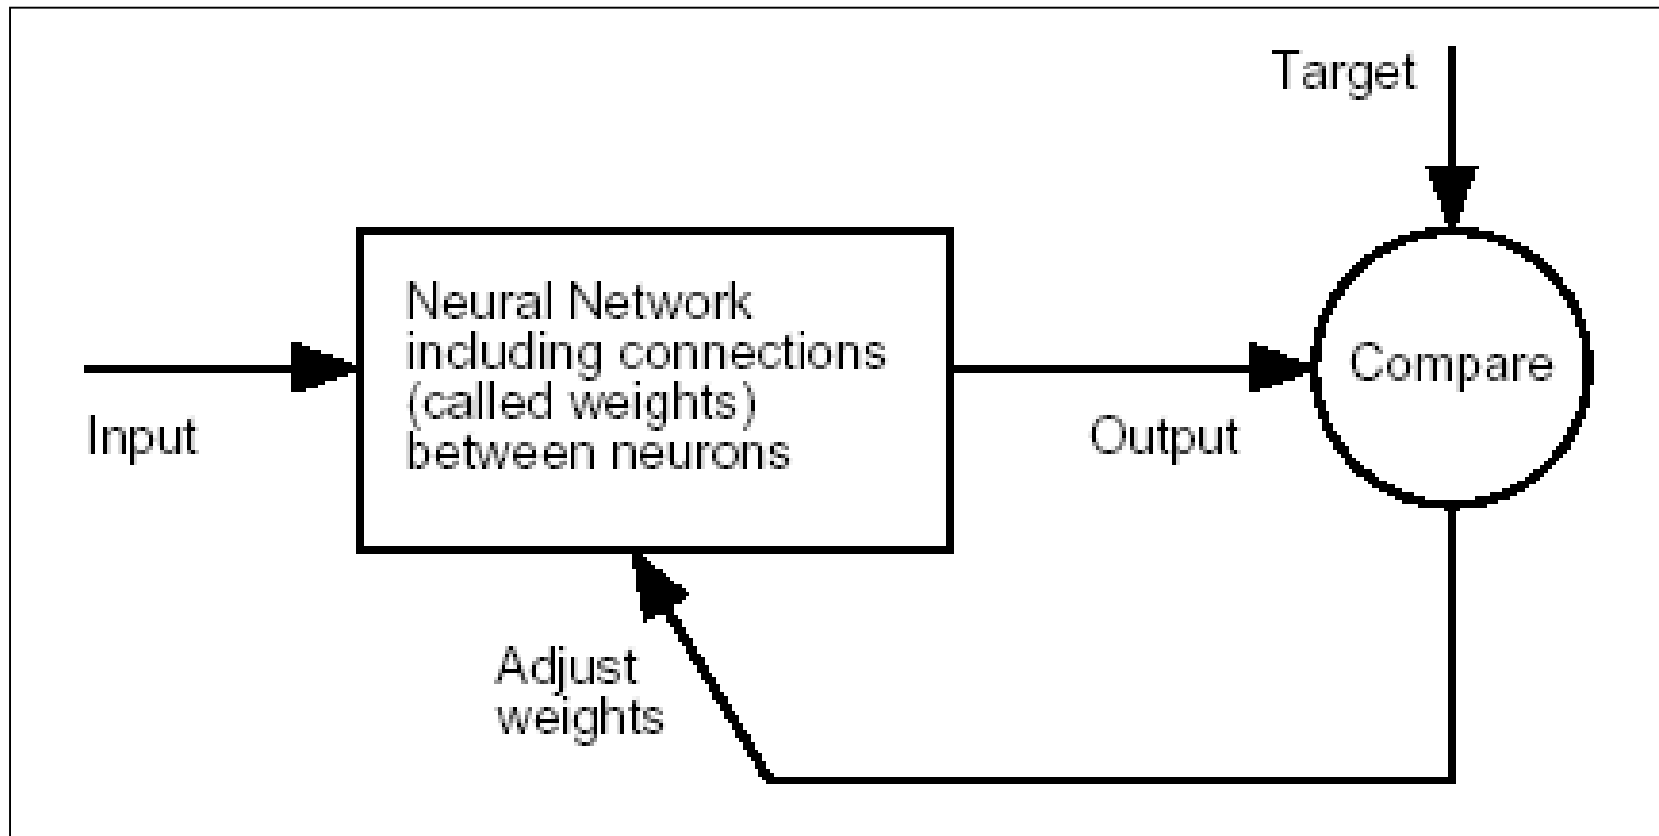 Target
Neural Network
including connections
(called weights)
between neurons
Compare
Input
Output
Adjust
weights